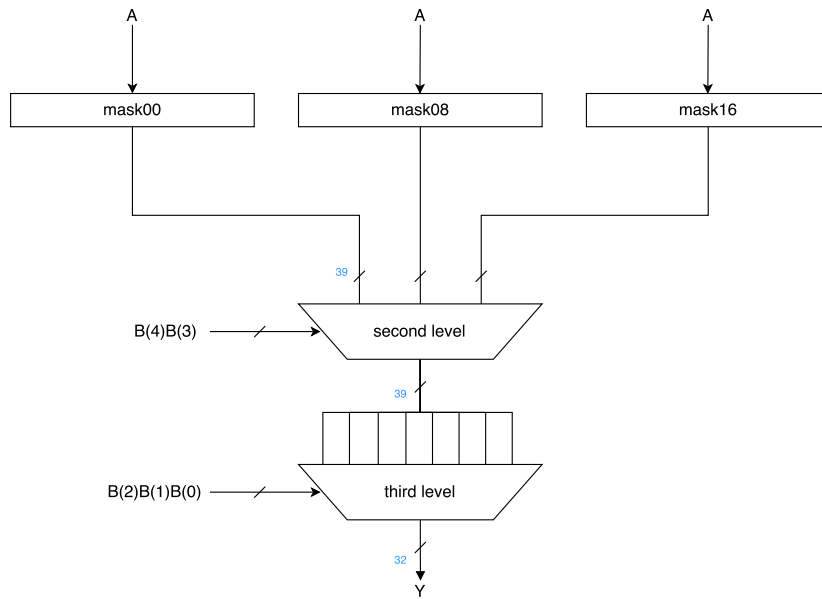 A A A
mask00 mask08 mask16
39
B(4)B(3) second level
39
B(2)B(1)B(0) third level
32
Y